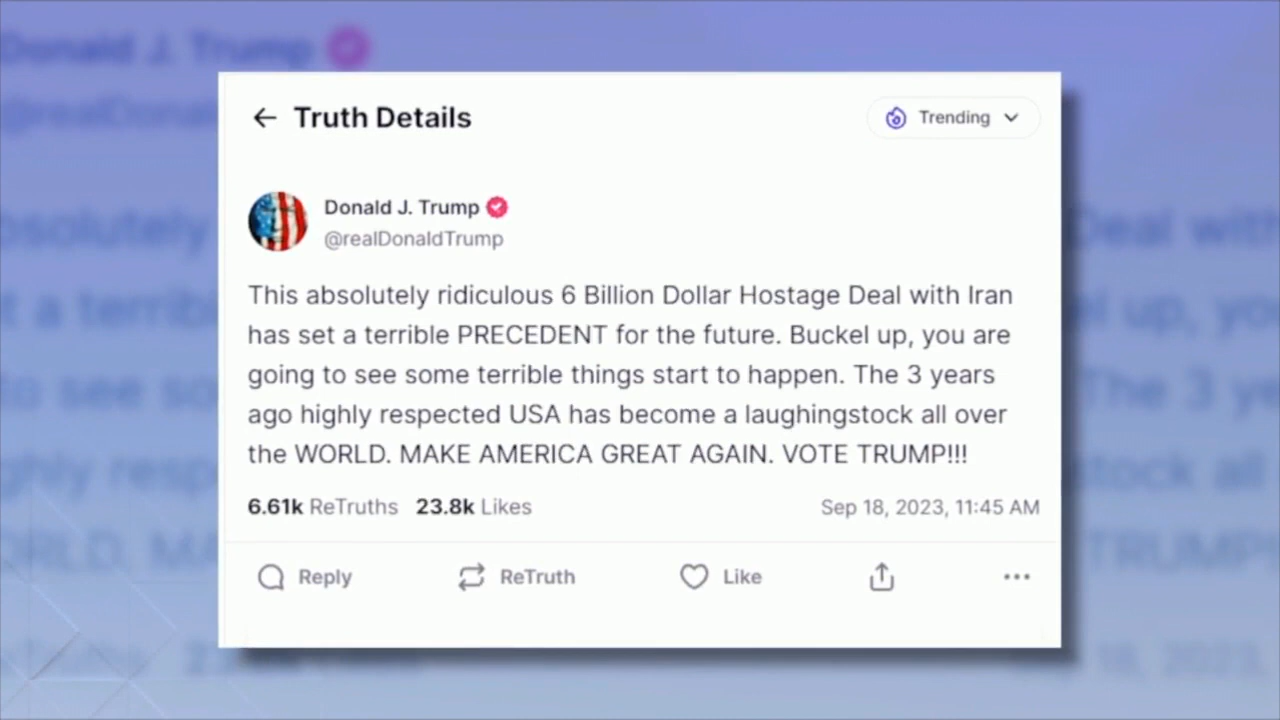 Truth Details
Trending
Donald J. Trump
@realDonaldTrump
This absolutely ridiculous 6 Billion Dollar Hostage Deal with Iran
has set a terrible PRECEDENT for the future. Buckel up, you are
going to see some terrible things start to happen. The 3 years
ago highly respected USA has become a laughingstock all over
the WORLD. MAKE AMERICA GREAT AGAIN. VOTE TRUMP!!!
6.61k ReTruths 23.8k Likes
Sep 18, 2023, 11:45 AM
Reply ReTruth Like